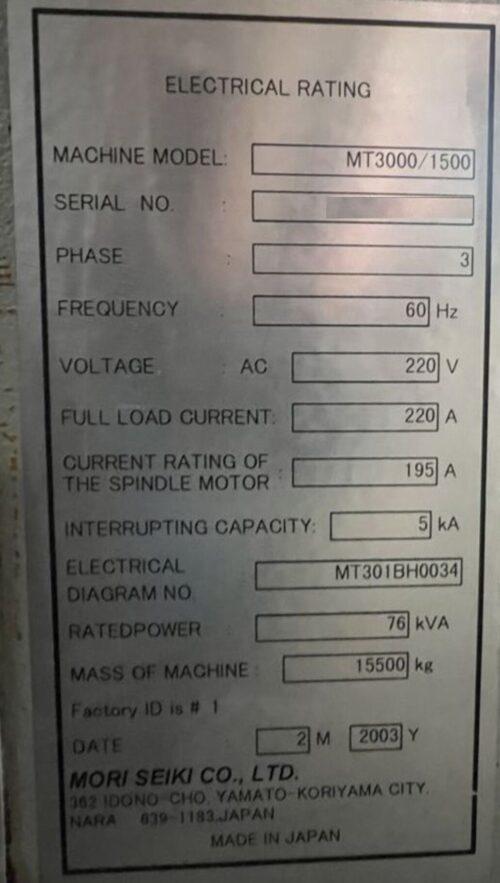 ELECTRICAL RATING
MACHINE MODEL: MT3000/1500
SERIAL NO. :
PHASE : 3
FREQUENCY : 60 Hz
VOLTAGE : AC 220 V
FULL LOAD CURRENT: 220 A
CURRENT RATING OF
THE SPINDLE MOTOR : 195 A
INTERRUPTING CAPACITY: 5 kA
ELECTRICAL
DIAGRAM NO. MT301BH0034
RATEDPOWER : 76 kVA
MASS OF MACHINE : 15500 kg
Factory ID is # 1
DATE : 2 M 2003 Y
MORI SEIKI CO., LTD.
362 IDONO-CHO, YAMATO-KORIYAMA CITY,
NARA 639-1183,JAPAN
MADE IN JAPAN